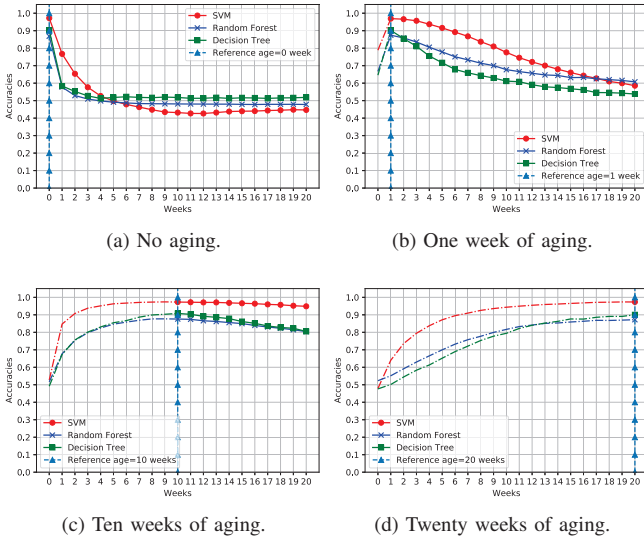 1,0
0,9
0,8
0,7
0,6
0,5
0,4
0,3
0,2
0,1
0,0
Accuracies
0 1 2 3 4 5 6 7 8 9 10 11 12 13 14 15 16 17 18 19 20
Weeks
SVM
Random Forest
Decision Tree
Reference age=0 week
(a) No aging.
1,0
0,9
0,8
0,7
0,6
0,5
0,4
0,3
0,2
0,1
0,0
Accuracies
0 1 2 3 4 5 6 7 8 9 10 11 12 13 14 15 16 17 18 19 20
Weeks
SVM
Random Forest
Decision Tree
Reference age=1 week
(b) One week of aging.
1,0
0,9
0,8
0,7
0,6
0,5
0,4
0,3
0,2
0,1
0,0
Accuracies
0 1 2 3 4 5 6 7 8 9 10 11 12 13 14 15 16 17 18 19 20
Weeks
SVM
Random Forest
Decision Tree
Reference age=10 weeks
(c) Ten weeks of aging.
1,0
0,9
0,8
0,7
0,6
0,5
0,4
0,3
0,2
0,1
0,0
Accuracies
0 1 2 3 4 5 6 7 8 9 10 11 12 13 14 15 16 17 18 19 20
Weeks
SVM
Random Forest
Decision Tree
Reference age=20 weeks
(d) Twenty weeks of aging.